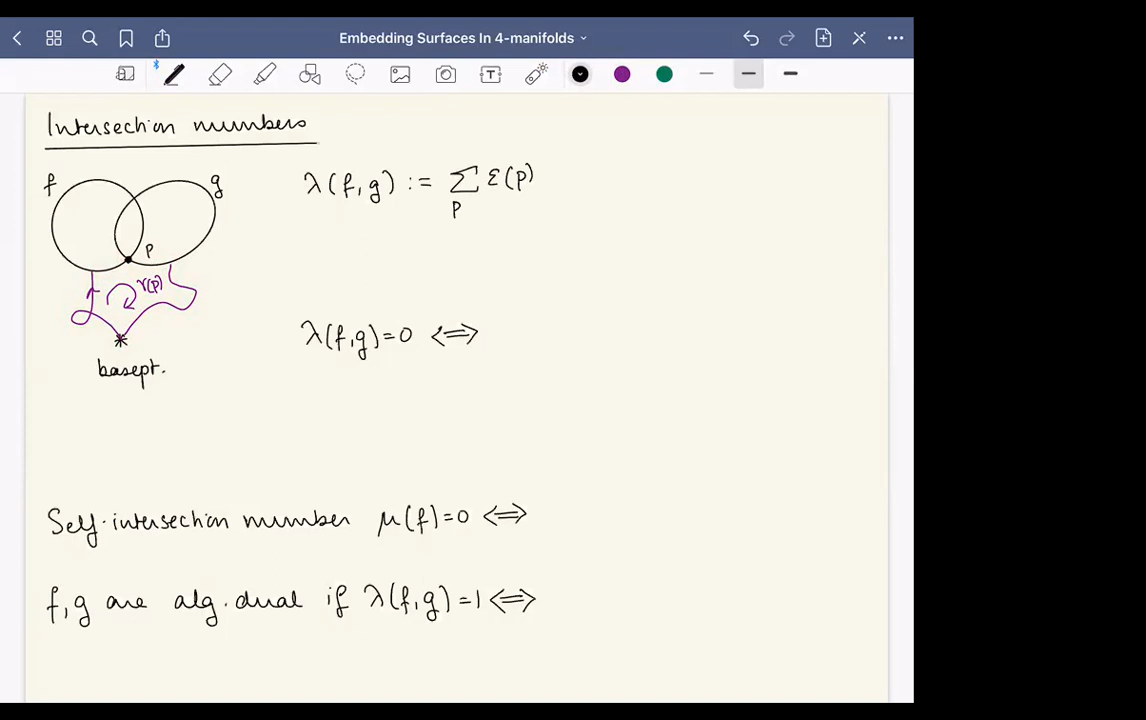 Embedding Surfaces In 4-manifolds
Intersection numbers
f g
λ(f,g) := Σ ε(p)
p
p
γ(p)
λ(f,g)=0 ⟺
basept.
Self-intersection number μ(f)=0 ⟺
f,g are alg. dual if λ(f,g)=1 ⟺